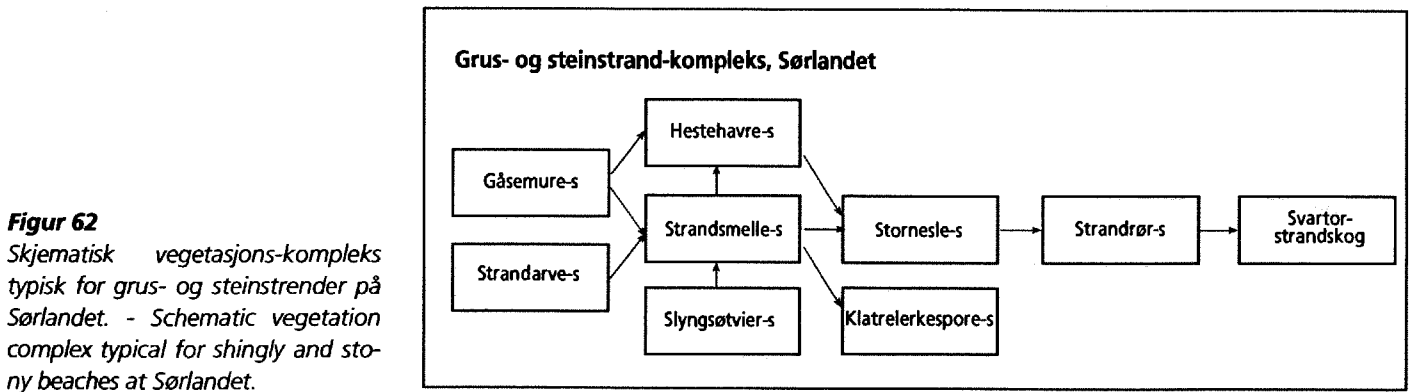 Grus- og steinstrand-kompleks, Sørlandet
Hestehavre-s
Gåsemure-s
Strandsmelle-s
Stornesle-s
Strandrør-s
Svartor-
strandskog
Strandarve-s
Slyngsøtvier-s
Klatrelerkespore-s
Figur 62
Skjematisk vegetasjons-kompleks
typisk for grus- og steinstrender på
Sørlandet. - Schematic vegetation
complex typical for shingly and sto-
ny beaches at Sørlandet.